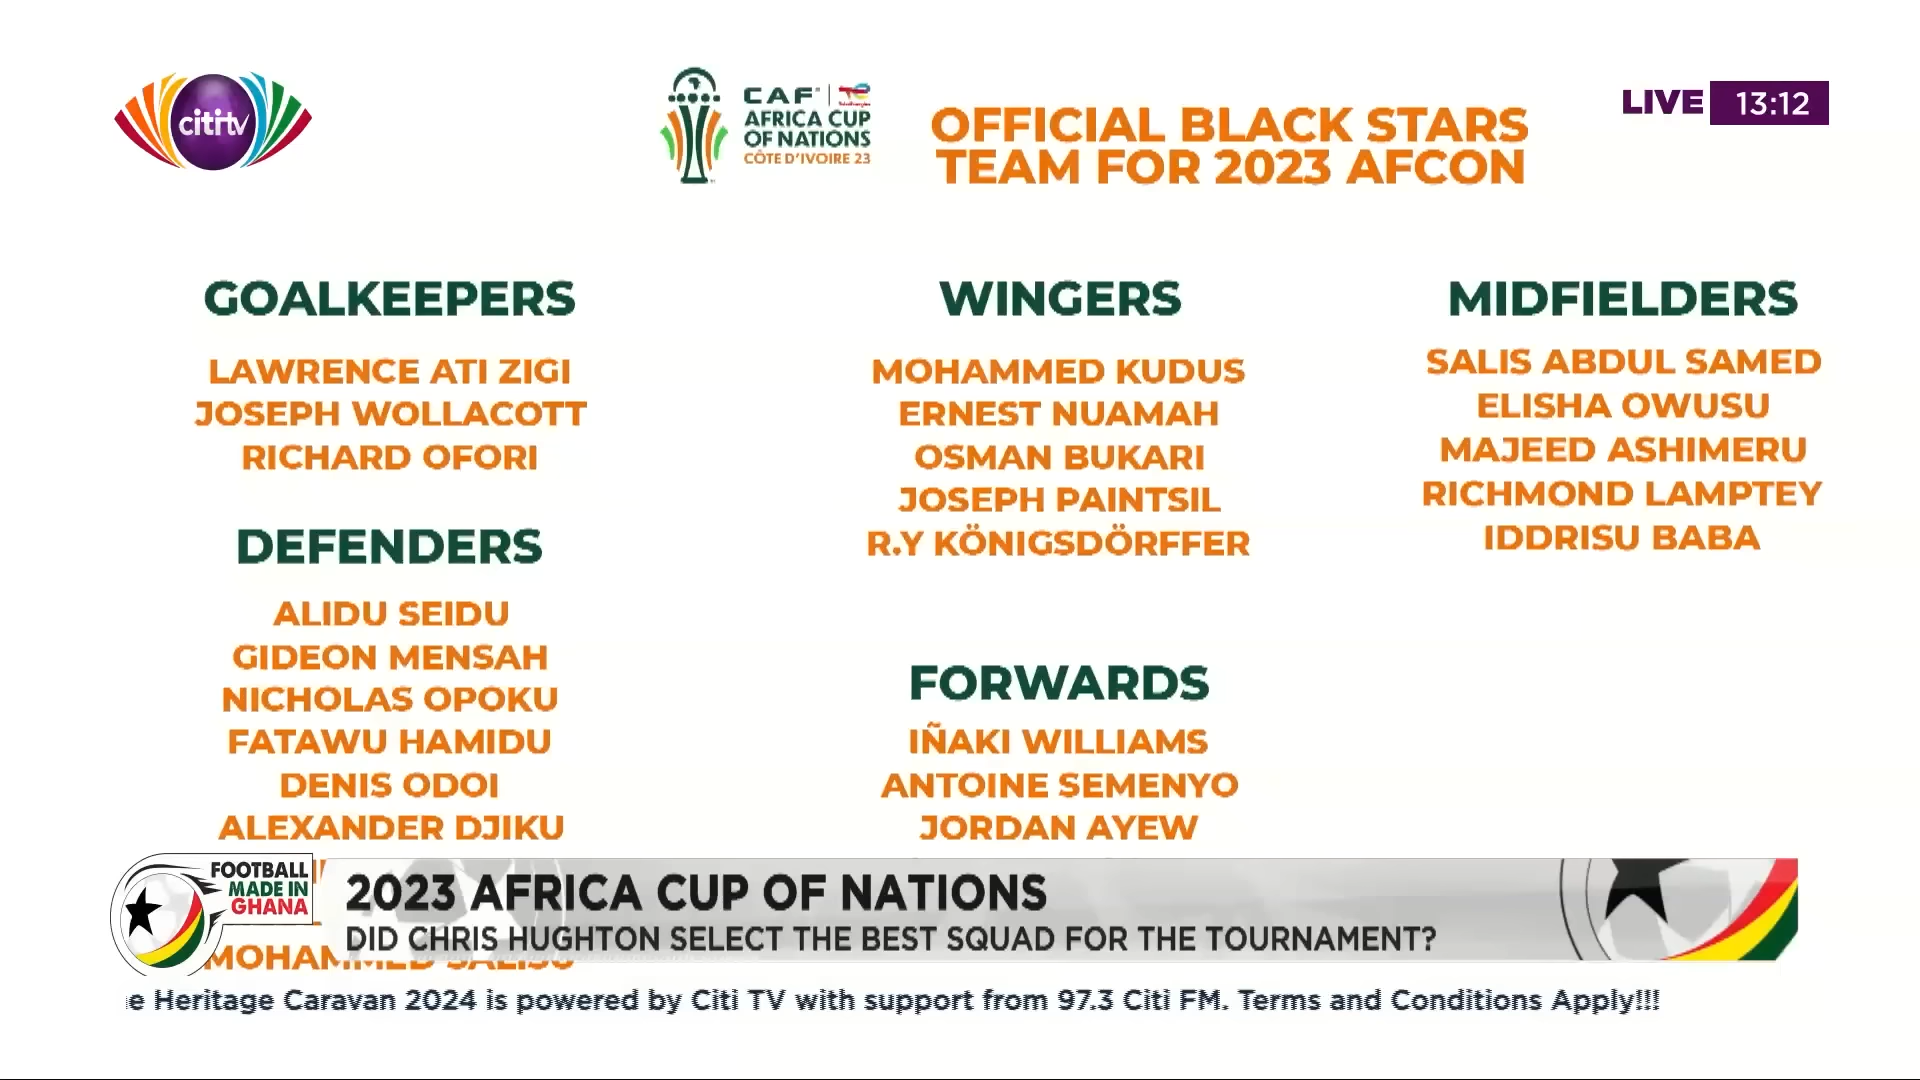 cititv
CAF
TotalEnergies
AFRICA CUP
OF NATIONS
CÔTE D'IVOIRE 23
OFFICIAL BLACK STARS
TEAM FOR 2023 AFCON
LIVE 13:12
GOALKEEPERS
LAWRENCE ATI ZIGI
JOSEPH WOLLACOTT
RICHARD OFORI
DEFENDERS
ALIDU SEIDU
GIDEON MENSAH
NICHOLAS OPOKU
FATAWU HAMIDU
DENIS ODOI
ALEXANDER DJIKU
MOHAMMED SALISU
WINGERS
MOHAMMED KUDUS
ERNEST NUAMAH
OSMAN BUKARI
JOSEPH PAINTSIL
R.Y KÖNIGSDÖRFFER
FORWARDS
IÑAKI WILLIAMS
ANTOINE SEMENYO
JORDAN AYEW
MIDFIELDERS
SALIS ABDUL SAMED
ELISHA OWUSU
MAJEED ASHIMERU
RICHMOND LAMPTEY
IDDRISU BABA
FOOTBALL
MADE IN
GHANA
2023 AFRICA CUP OF NATIONS
DID CHRIS HUGHTON SELECT THE BEST SQUAD FOR THE TOURNAMENT?
e Heritage Caravan 2024 is powered by Citi TV with support from 97.3 Citi FM. Terms and Conditions Apply!!!